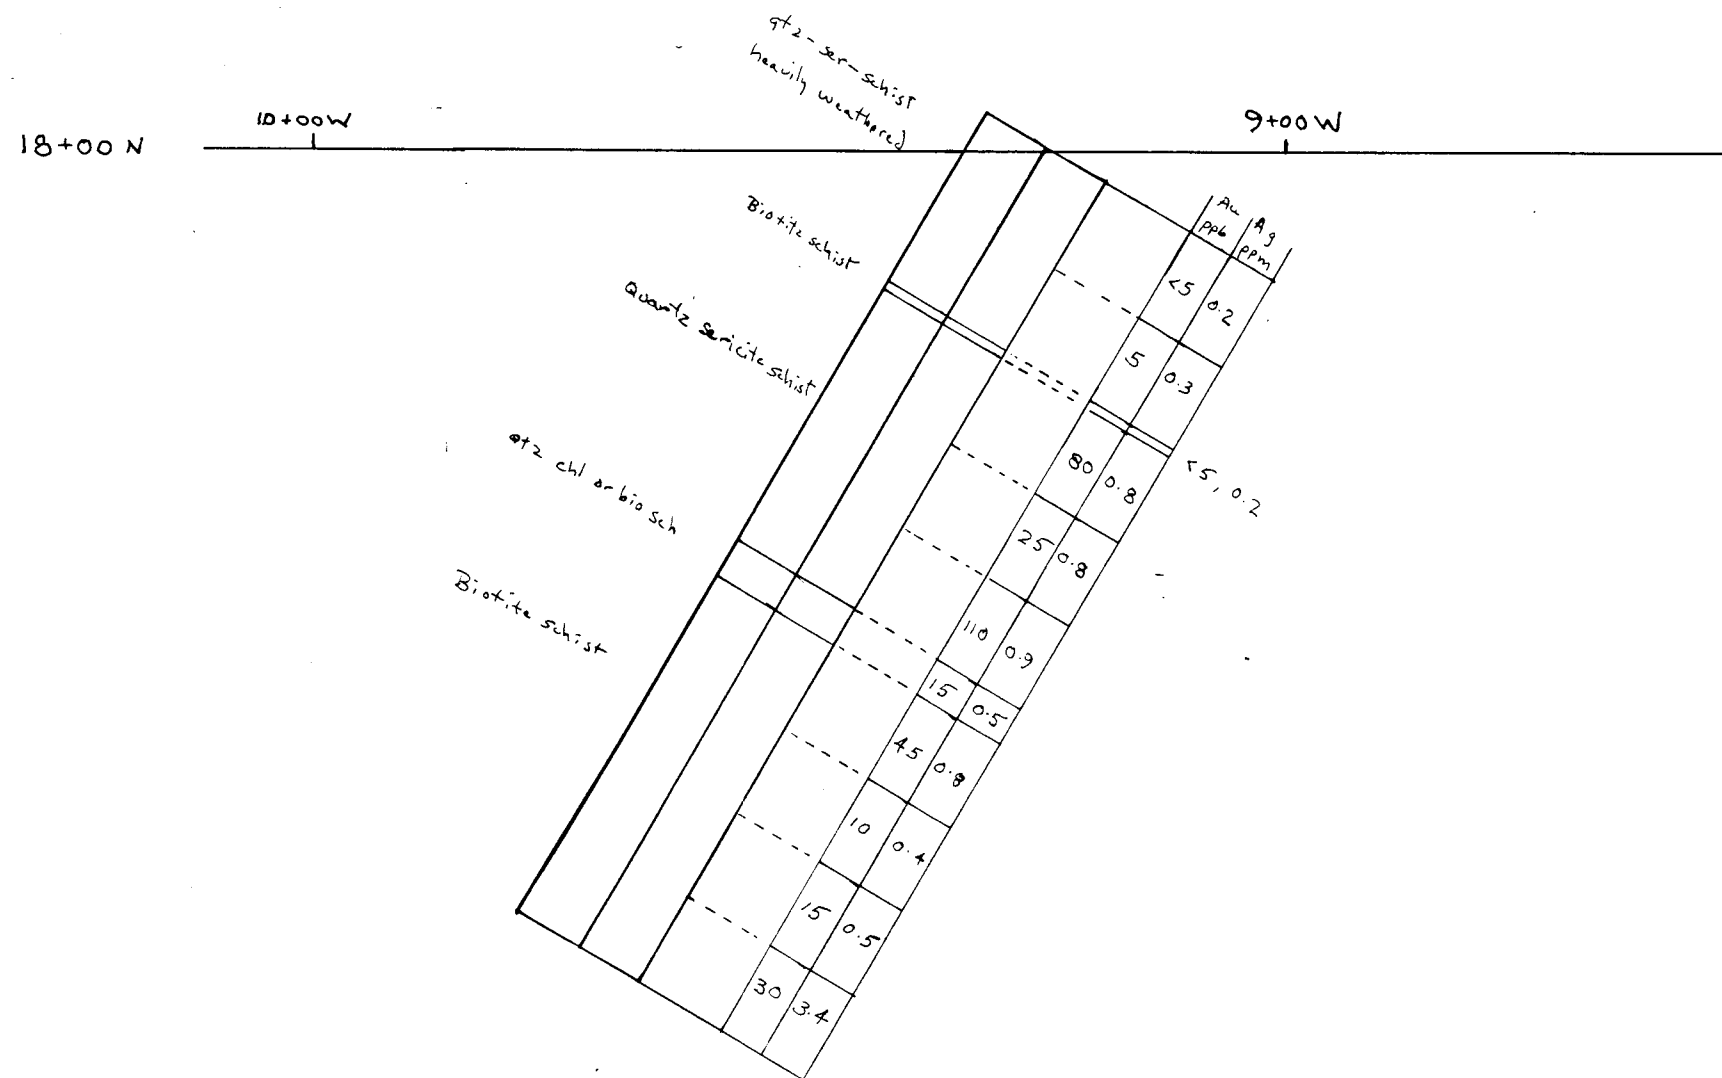 qtz-ser-schist
heavily weathered
10+00W
9+00W
18+00 N
Biotite schist
Quartz sericite schist
qtz chl or bio sch
Biotite schist
Au
ppb
Ag
ppm
<5 0.2
5 0.3
<5, 0.2
80 0.8
25 0.8
110 0.9
15 0.5
45 0.8
10 0.4
15 0.5
30 3.4